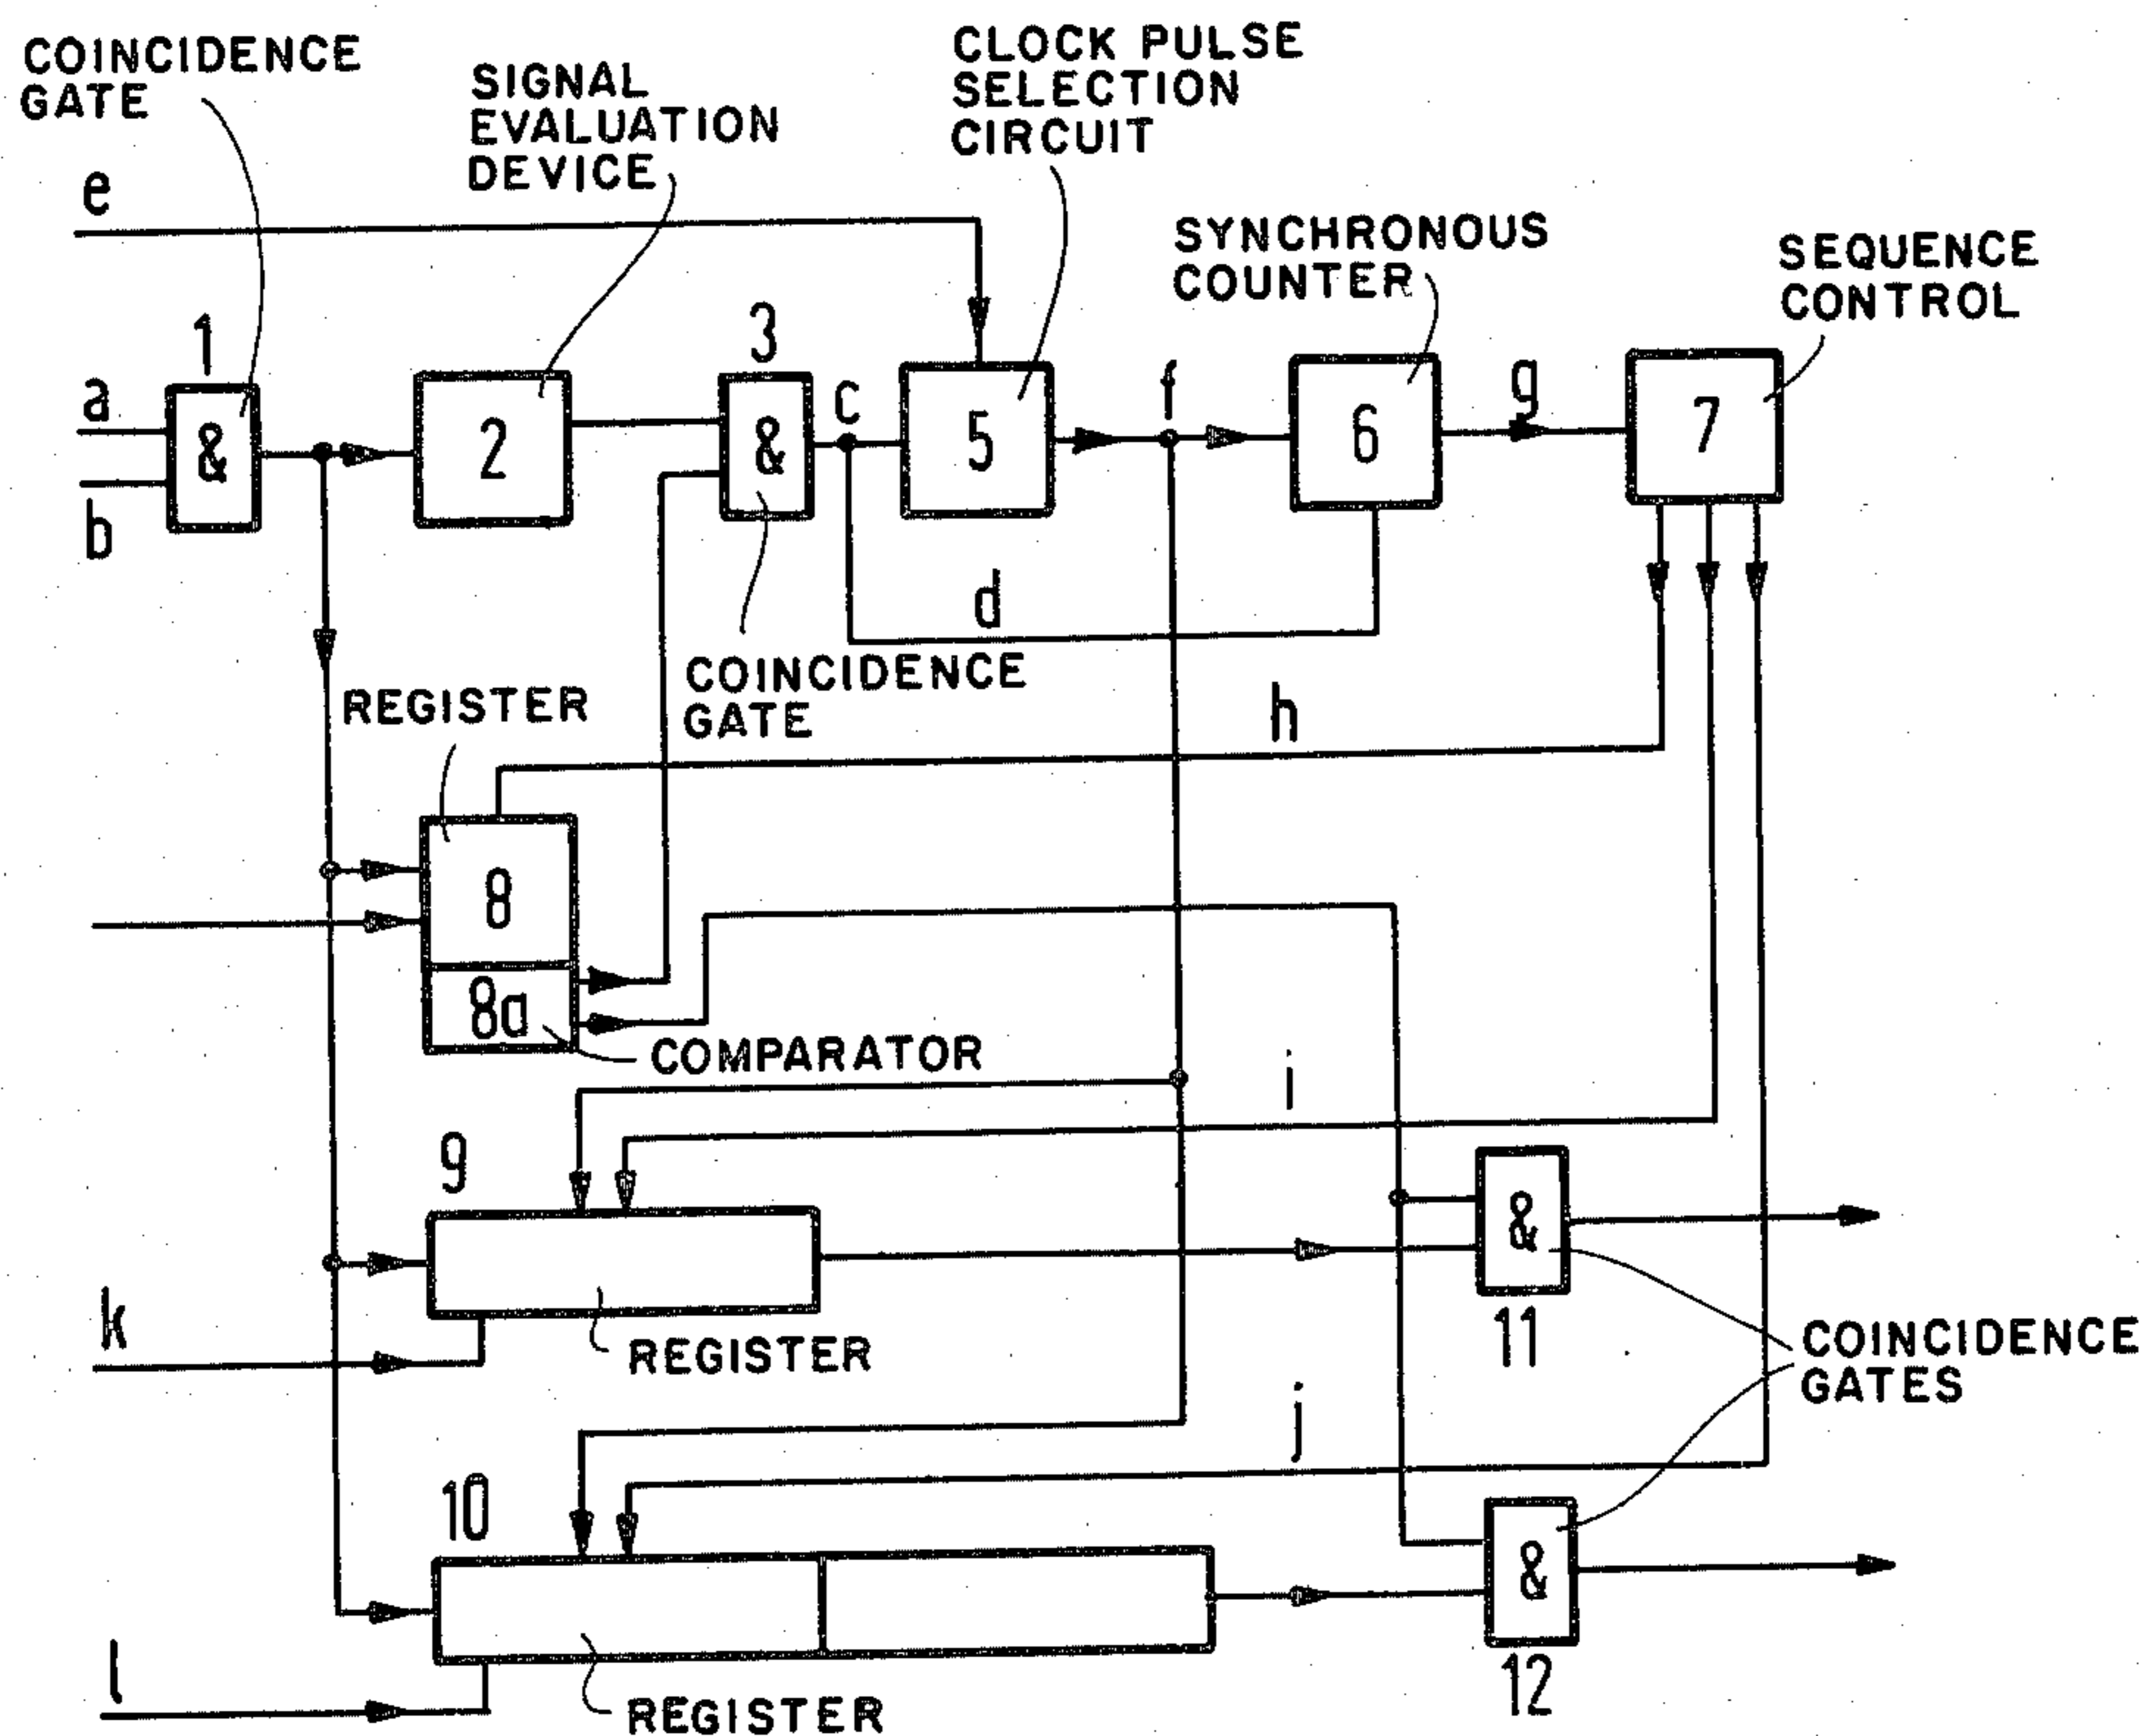 COINCIDENCE
GATE
SIGNAL
EVALUATION
DEVICE
CLOCK PULSE
SELECTION
CIRCUIT
e
SYNCHRONOUS
COUNTER
SEQUENCE
CONTROL
1
3
a
&
2
&
c
5
f
6
g
7
b
d
COINCIDENCE
GATE
REGISTER
h
8
8a
COMPARATOR
i
9
&
11
k
REGISTER
COINCIDENCE
GATES
j
10
&
12
l
REGISTER